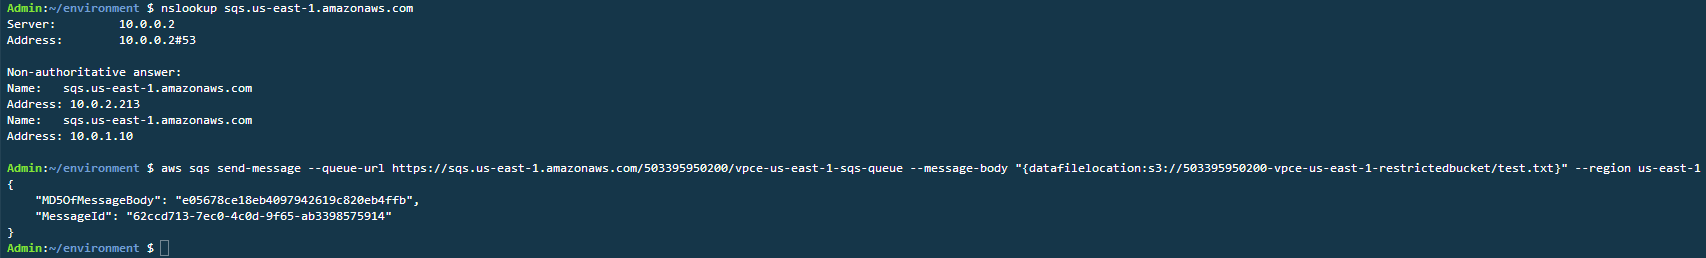 Admin:~/environment $ nslookup sqs.us-east-1.amazonaws.com
Server:         10.0.0.2
Address:        10.0.0.2#53
Non-authoritative answer:
Name:   sqs.us-east-1.amazonaws.com
Address: 10.0.2.213
Name:   sqs.us-east-1.amazonaws.com
Address: 10.0.1.10
Admin:~/environment $ aws sqs send-message --queue-url https://sqs.us-east-1.amazonaws.com/503395950200/vpce-us-east-1-sqs-queue --message-body "{datafilelocation:s3://503395950200-vpce-us-east-1-restrictedbucket/test.txt}" --region us-east-1
{
    "MD5OfMessageBody": "e05678ce18eb4097942619c820eb4ffb",
    "MessageId": "62ccd713-7ec0-4c0d-9f65-ab3398575914"
}
Admin:~/environment $